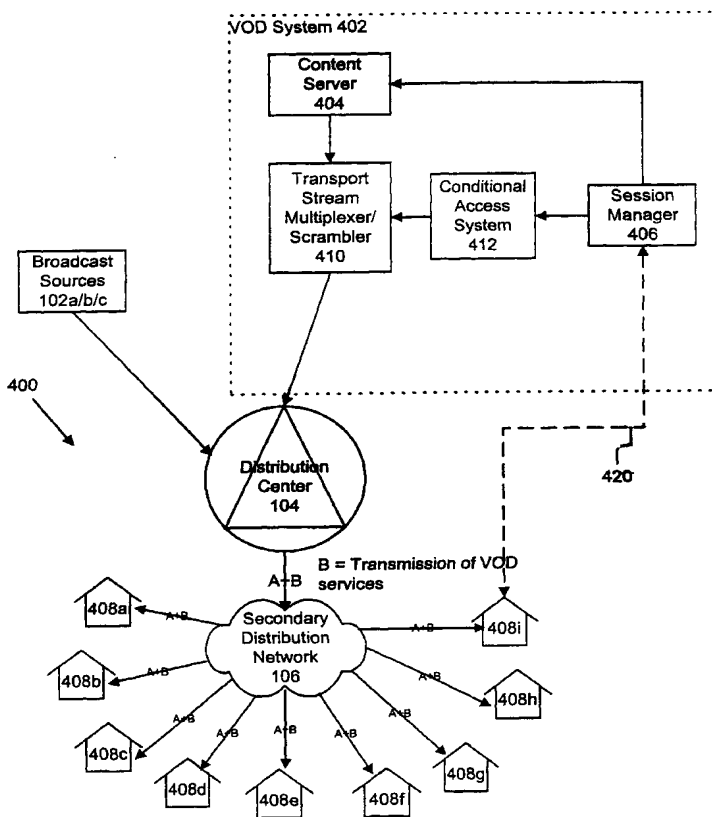 VOD System 402
Content
Server
404
Transport
Stream
Multiplexer/
Scrambler
410
Conditional
Access
System
412
Session
Manager
406
Broadcast
Sources
102a/b/c
400
Distribution
Center
104
420
A+B
B = Transmission of VOD
services
Secondary
Distribution
Network
106
408a
A+B
408b
A+B
408c
A+B
408d
A+B
408e
A+B
408f
A+B
408g
A+B
408h
A+B
408i
A+B